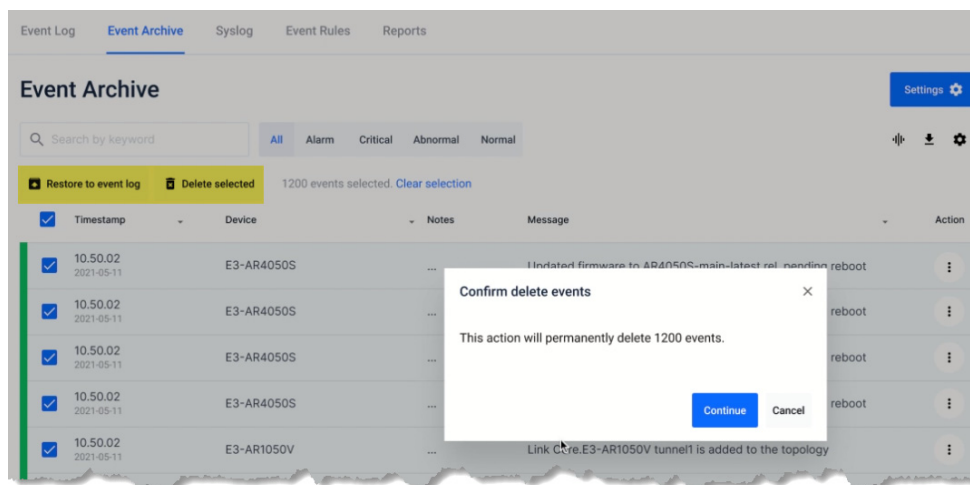 Event Log Event Archive Syslog Event Rules Reports
Event Archive
Settings
Search by keyword All Alarm Critical Abnormal Normal
Restore to event log Delete selected 1200 events selected. Clear selection
Timestamp Device Notes Message Action
10.50.02
2021-05-11
E3-AR4050S ... Updated firmware to AR4050S-main-latest.rel, pending reboot
10.50.02
2021-05-11
E3-AR4050S ... reboot
10.50.02
2021-05-11
E3-AR4050S ... reboot
10.50.02
2021-05-11
E3-AR4050S ... reboot
10.50.02
2021-05-11
E3-AR1050V ... Link Core.E3-AR1050V tunnel1 is added to the topology
Confirm delete events
This action will permanently delete 1200 events.
Continue Cancel